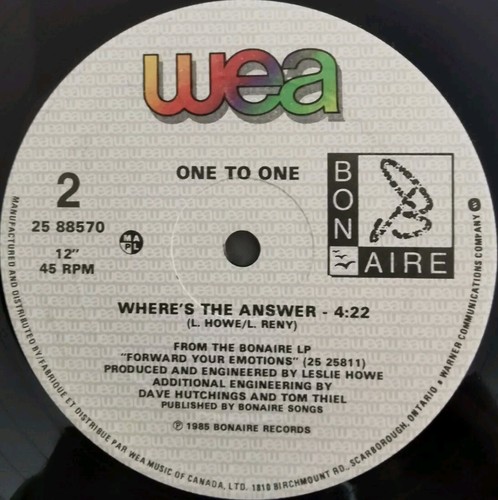 wea
ONE TO ONE
BON
AIRE
B
2
25 88570
12"
45 RPM
MAPL
WHERE'S THE ANSWER - 4:22
(L. HOWE/L. RENY)
FROM THE BONAIRE LP
"FORWARD YOUR EMOTIONS" (25 25811)
PRODUCED AND ENGINEERED BY LESLIE HOWE
ADDITIONAL ENGINEERING BY
DAVE HUTCHINGS AND TOM THIEL
PUBLISHED BY BONAIRE SONGS
℗ 1985 BONAIRE RECORDS
MANUFACTURED AND DISTRIBUTED BY/FABRIQUE ET DISTRIBUE PAR WEA MUSIC OF CANADA, LTD. 1810 BIRCHMOUNT RD., SCARBOROUGH, ONTARIO • WARNER COMMUNICATIONS COMPANY